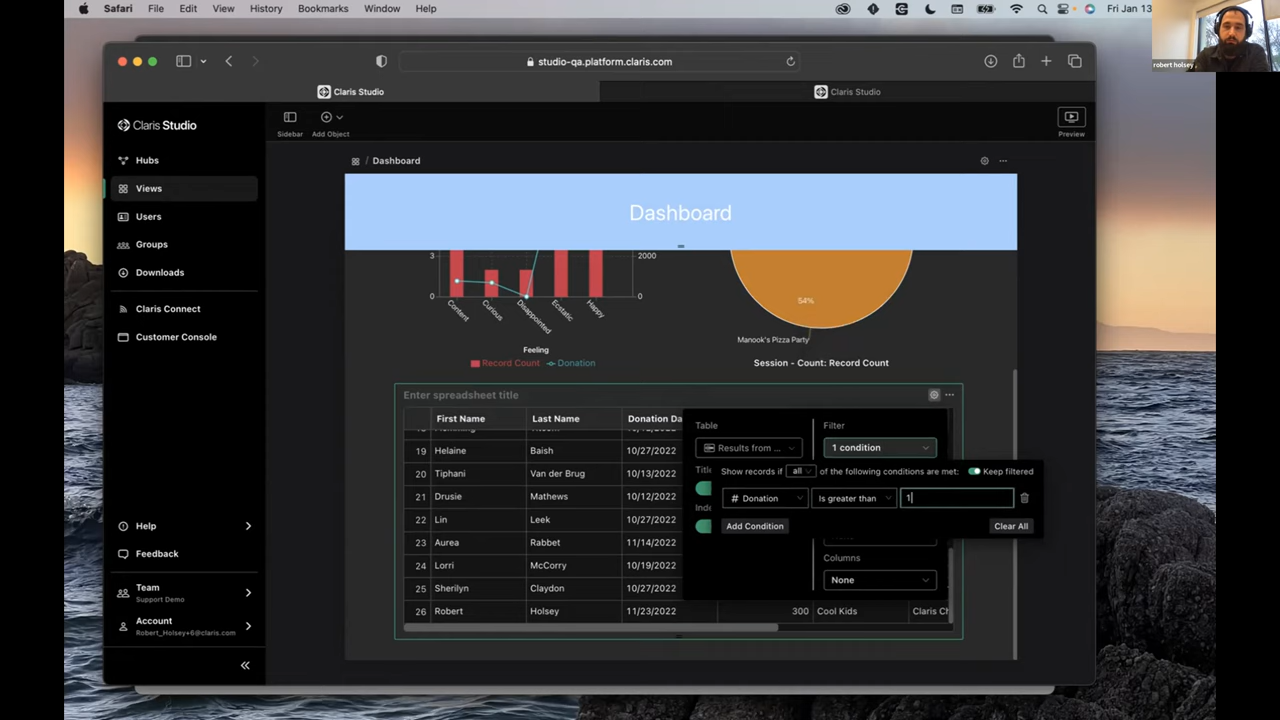 Safari File Edit View History Bookmarks Window Help
Fri Jan 13
robert holsey
studio-qa.platform.claris.com
Claris Studio
Claris Studio
Claris Studio
Sidebar
Add Object
Preview
Hubs
Views
Users
Groups
Downloads
Claris Connect
Customer Console
Help
Feedback
Team
Support Demo
Account
Robert_Holsey+6@claris.com
/ Dashboard
Dashboard
3
2000
0
0
Content
Curious
Disappointed
Ecstatic
Happy
Feeling
Record Count Donation
54%
Manook's Pizza Party
Session - Count: Record Count
Enter spreadsheet title
First Name Last Name Donation Da
19 Helaine Baish 10/27/2022
20 Tiphani Van der Brug 10/13/2022
21 Drusie Mathews 10/12/2022
22 Lin Leek 10/27/2022
23 Aurea Rabbet 11/14/2022
24 Lorri McCorry 10/19/2022
25 Sherilyn Claydon 10/27/2022
26 Robert Holsey 11/23/2022 300 Cool Kids Claris Ch
Table
Results from ...
Title
Inde
Filter
1 condition
Show records if all of the following conditions are met: Keep filtered
# Donation Is greater than 1
Add Condition Clear All
Columns
None